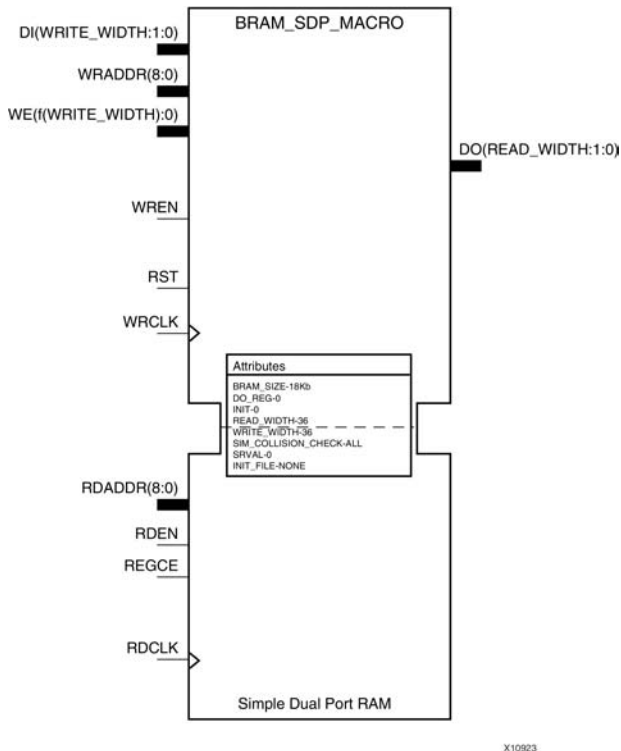 BRAM_SDP_MACRO
DI(WRITE_WIDTH:1:0)
WRADDR(8:0)
WE(f(WRITE_WIDTH):0)
DO(READ_WIDTH:1:0)
WREN
RST
WRCLK
Attributes
BRAM_SIZE-18Kb
DO_REG-0
INIT-0
READ_WIDTH-36
WRITE_WIDTH-36
SIM_COLLISION_CHECK-ALL
SRVAL-0
INIT_FILE-NONE
RDADDR(8:0)
RDEN
REGCE
RDCLK
Simple Dual Port RAM
X10923